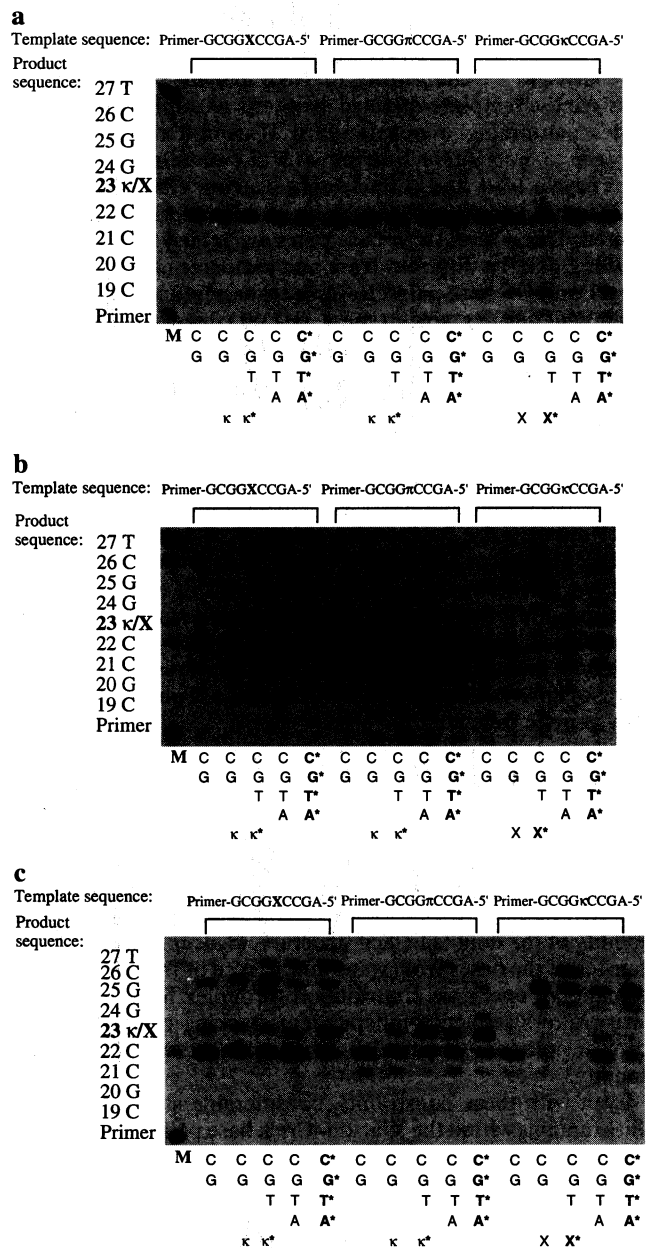 a
Template sequence: Primer-GCGGXCCGA-5' Primer-GCGGπCCGA-5' Primer-GCGGκCCGA-5'
Product
sequence:
27 T
26 C
25 G
24 G
23 κ/X
22 C
21 C
20 G
19 C
Primer
M C C C C C* C C C C C* C C C C C*
G G G G G* G G G G G* G G G G G*
T T T* T T T* T T T*
A A* A A* A A*
κ κ* κ κ* X X*
b
Template sequence: Primer-GCGGXCCGA-5' Primer-GCGGπCCGA-5' Primer-GCGGκCCGA-5'
Product
sequence:
27 T
26 C
25 G
24 G
23 κ/X
22 C
21 C
20 G
19 C
Primer
M C C C C C* C C C C C* C C C C C*
G G G G G* G G G G G* G G G G G*
T T T* T T T* T T T*
A A* A A* A A*
κ κ* κ κ* X X*
c
Template sequence: Primer-GCGGXCCGA-5' Primer-GCGGπCCGA-5' Primer-GCGGκCCGA-5'
Product
sequence:
27 T
26 C
25 G
24 G
23 κ/X
22 C
21 C
20 G
19 C
Primer
M C C C C C* C C C C C* C C C C C*
G G G G G* G G G G G* G G G G G*
T T T* T T T* T T T*
A A* A A* A A*
κ κ* κ κ* X X*